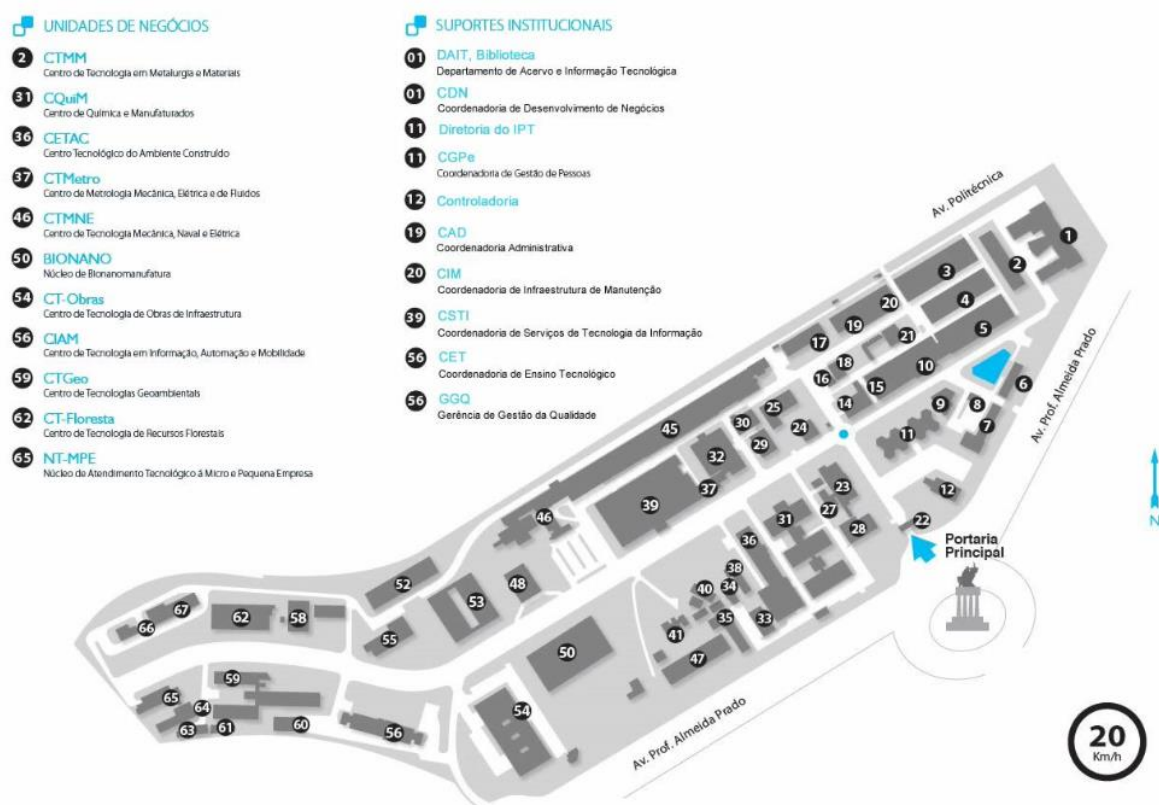 UNIDADES DE NEGÓCIOS
2 CTMM
Centro de Tecnologia em Metalurgia e Materiais
31 CQuiM
Centro de Química e Manufaturados
36 CETAC
Centro Tecnológico do Ambiente Construído
37 CTMetro
Centro de Metrologia Mecânica, Elétrica e de Fluidos
46 CTMNE
Centro de Tecnologia Mecânica, Naval e Elétrica
50 BIONANO
Núcleo de Bionanomanufatura
54 CT-Obras
Centro de Tecnologia de Obras de Infraestrutura
56 CIAM
Centro de Tecnologia em Informação, Automação e Mobilidade
59 CTGeo
Centro de Tecnologias Geoambientais
62 CT-Floresta
Centro de Tecnologia de Recursos Florestais
65 NT-MPE
Núcleo de Atendimento Tecnológico à Micro e Pequena Empresa
SUPORTES INSTITUCIONAIS
01 DAIT, Biblioteca
Departamento de Acervo e Informação Tecnológica
01 CDN
Coordenadoria de Desenvolvimento de Negócios
11 Diretoria do IPT
11 CGPe
Coordenadoria de Gestão de Pessoas
12 Controladoria
19 CAD
Coordenadoria Administrativa
20 CIM
Coordenadoria de Infraestrutura de Manutenção
39 CSTI
Coordenadoria de Serviços de Tecnologia da Informação
56 CET
Coordenadoria de Ensino Tecnológico
56 GGQ
Gerência de Gestão da Qualidade
Av. Politécnica
1
2
3
4
20
19
21
5
17
18
10
16
15
14
6
Av. Prof. Almeida Prado
9
8
7
11
25
30
24
29
45
32
37
39
46
23
27
28
31
12
22
Portaria
Principal
N
36
38
34
40
35
33
41
47
48
52
53
50
55
58
62
67
66
59
65
64
63
61
60
56
54
Av. Prof. Almeida Prado
20
Km/h